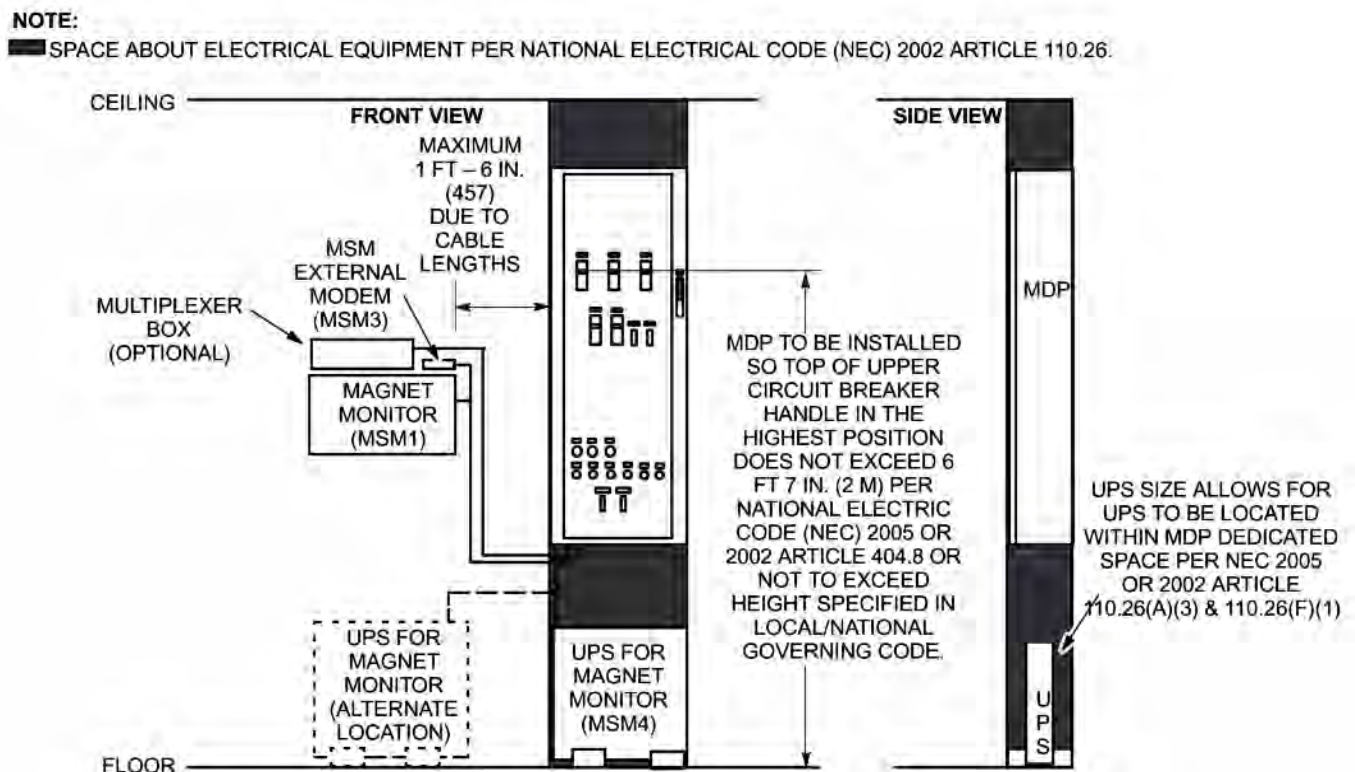 NOTE:
SPACE ABOUT ELECTRICAL EQUIPMENT PER NATIONAL ELECTRICAL CODE (NEC) 2002 ARTICLE 110.26.
CEILING
FRONT VIEW
SIDE VIEW
MAXIMUM
1 FT – 6 IN.
(457)
DUE TO
CABLE
LENGTHS
MSM
EXTERNAL
MODEM
(MSM3)
MULTIPLEXER
BOX
(OPTIONAL)
MAGNET
MONITOR
(MSM1)
MDP
MDP TO BE INSTALLED
SO TOP OF UPPER
CIRCUIT BREAKER
HANDLE IN THE
HIGHEST POSITION
DOES NOT EXCEED 6
FT 7 IN. (2 M) PER
NATIONAL ELECTRIC
CODE (NEC) 2005 OR
2002 ARTICLE 404.8 OR
NOT TO EXCEED
HEIGHT SPECIFIED IN
LOCAL/NATIONAL
GOVERNING CODE.
UPS SIZE ALLOWS FOR
UPS TO BE LOCATED
WITHIN MDP DEDICATED
SPACE PER NEC 2005
OR 2002 ARTICLE
110.26(A)(3) & 110.26(F)(1)
UPS FOR
MAGNET
MONITOR
(ALTERNATE
LOCATION)
UPS FOR
MAGNET
MONITOR
(MSM4)
UPS
FLOOR